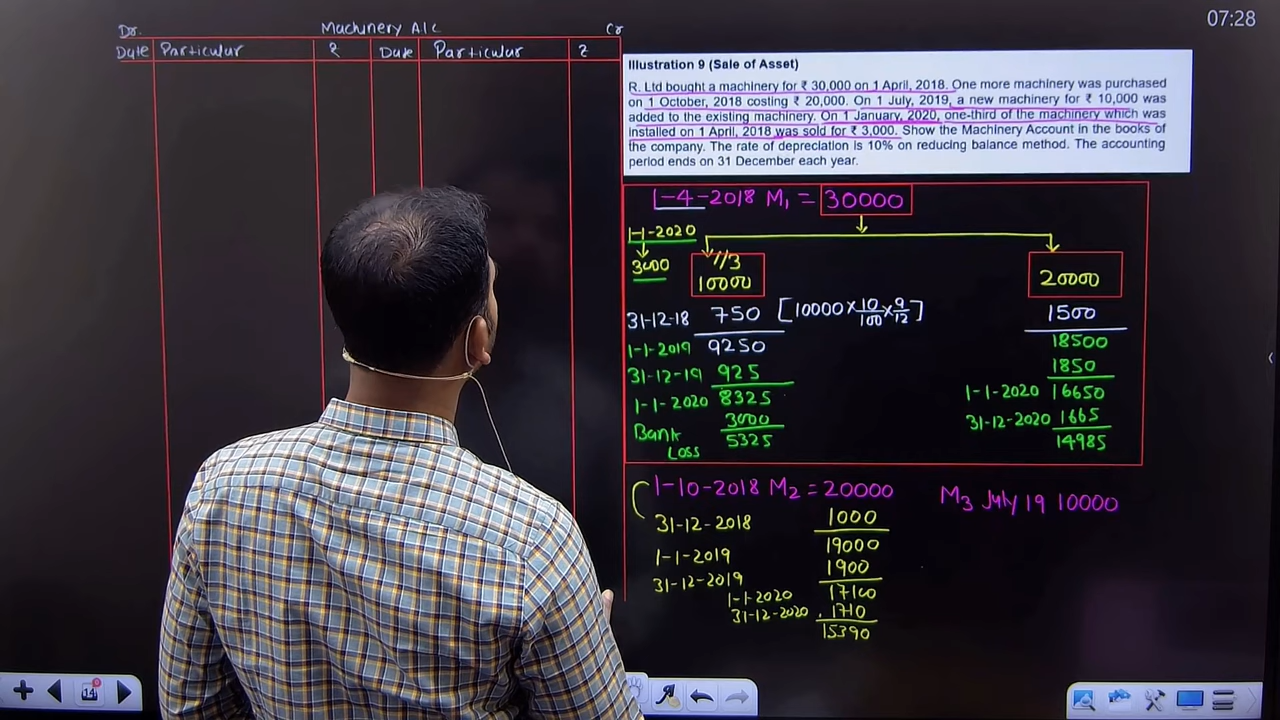 07:28
Dr. Machinery A/c Cr
Date Particular ₹ Date Particular ₹
Illustration 9 (Sale of Asset)
R. Ltd bought a machinery for ₹ 30,000 on 1 April, 2018. One more machinery was purchased
on 1 October, 2018 costing ₹ 20,000. On 1 July, 2019, a new machinery for ₹ 10,000 was
added to the existing machinery. On 1 January, 2020, one-third of the machinery which was
installed on 1 April, 2018 was sold for ₹ 3,000. Show the Machinery Account in the books of
the company. The rate of depreciation is 10% on reducing balance method. The accounting
period ends on 31 December each year.
1-4-2018 M1 = 30000
1-1-2020
3000
1/3
10000
20000
31-12-18 750 [10000 × 10/100 × 9/12] 1500
1-1-2019 9250 18500
31-12-19 925 1850
1-1-2020 8325 1-1-2020 16650
3000 31-12-2020 1665
Bank 5325 14985
Loss
1-10-2018 M2 = 20000 M3 July 19 10000
31-12-2018 1000
1-1-2019 19000
31-12-2019 1900
1-1-2020 17100
31-12-2020 1710
15390
14